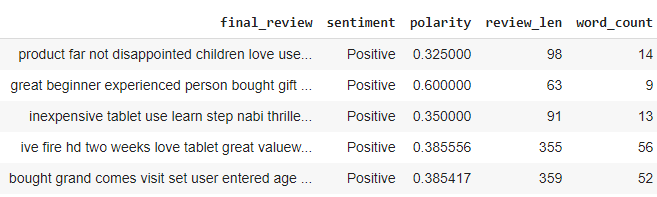 final_review sentiment polarity review_len word_count
product far not disappointed children love use... Positive 0.325000 98 14
great beginner experienced person bought gift ... Positive 0.600000 63 9
inexpensive tablet use learn step nabi thrille... Positive 0.350000 91 13
ive fire hd two weeks love tablet great valuew... Positive 0.385556 355 56
bought grand comes visit set user entered age ... Positive 0.385417 359 52